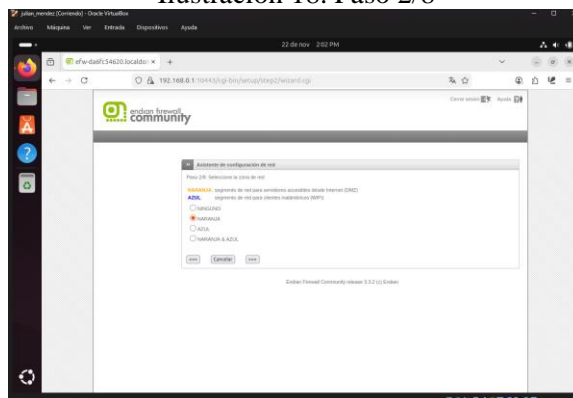 Ilustración 18. Paso 2/8
julian_mendez [Corriendo] - Oracle VirtualBox
Archivo Máquina Ver Entrada Dispositivos Ayuda
22 de nov 2:02 PM
efw-da6fc54620.localdo
192.168.0.1:10443/cgi-bin/setup/step2/wizard.cgi
Cerrar sesión Ayuda
endian firewall
community
Asistente de configuración de red
Paso 2/8: Seleccione la zona de red
NARANJA: segmento de red para servidores accesibles desde Internet (DMZ)
AZUL: segmento de red para clientes inalámbricos (WIFI)
NINGUNO
NARANJA
AZUL
NARANJA & AZUL
<<< Cancelar >>>
Endian Firewall Community release 3.3.2 (c) Endian